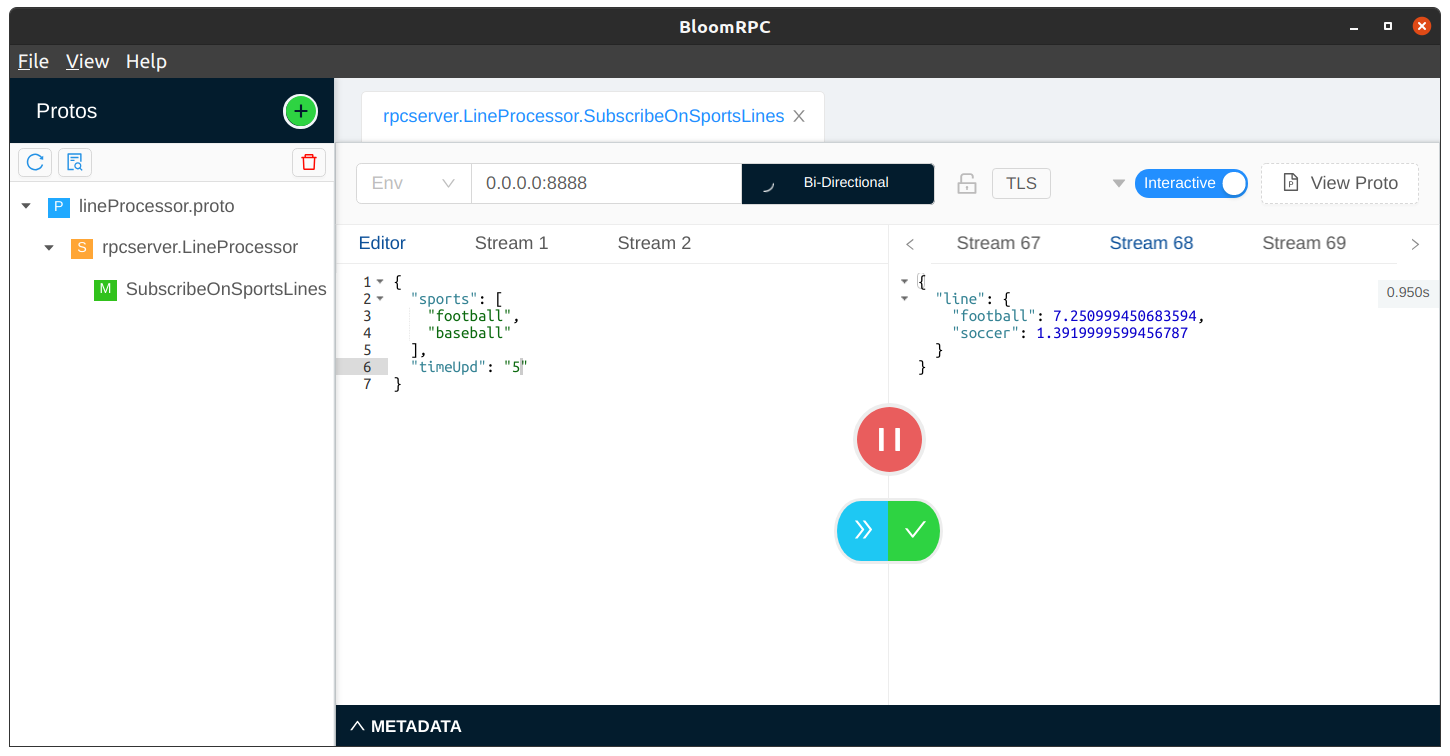 BloomRPC
File View Help
Protos
rpcserver.LineProcessor.SubscribeOnSportsLines
Env 0.0.0.0:8888 Bi-Directional TLS Interactive P View Proto
P lineProcessor.proto
S rpcserver.LineProcessor
M SubscribeOnSportsLines
Editor Stream 1 Stream 2
1 {
2 "sports": [
3 "football",
4 "baseball"
5 ],
6 "timeUpd": "5"
7 }
Stream 67 Stream 68 Stream 69
{
"line": {
"football": 7.250999450683594,
"soccer": 1.3919999599456787
}
}
0.950s
METADATA